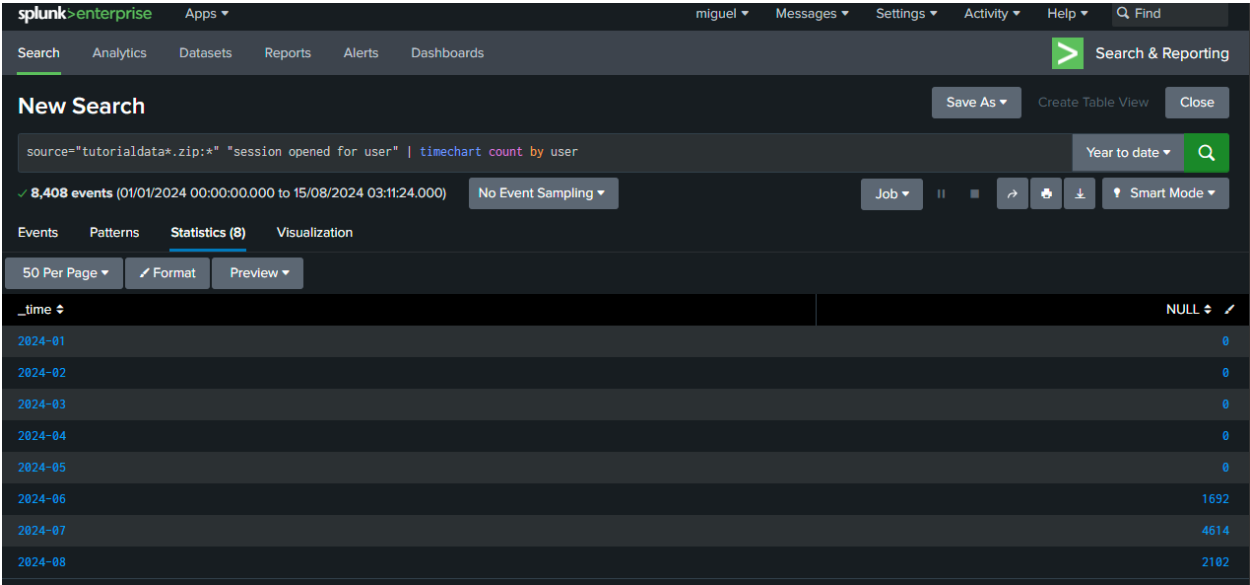 splunk>enterprise Apps miguel Messages Settings Activity Help Find
Search Analytics Datasets Reports Alerts Dashboards Search & Reporting
New Search Save As Create Table View Close
source="tutorialdata*.zip:*" "session opened for user" | timechart count by user Year to date
8,408 events (01/01/2024 00:00:00.000 to 15/08/2024 03:11:24.000) No Event Sampling Job Smart Mode
Events Patterns Statistics (8) Visualization
50 Per Page Format Preview
_time NULL
2024-01 0
2024-02 0
2024-03 0
2024-04 0
2024-05 0
2024-06 1692
2024-07 4614
2024-08 2102